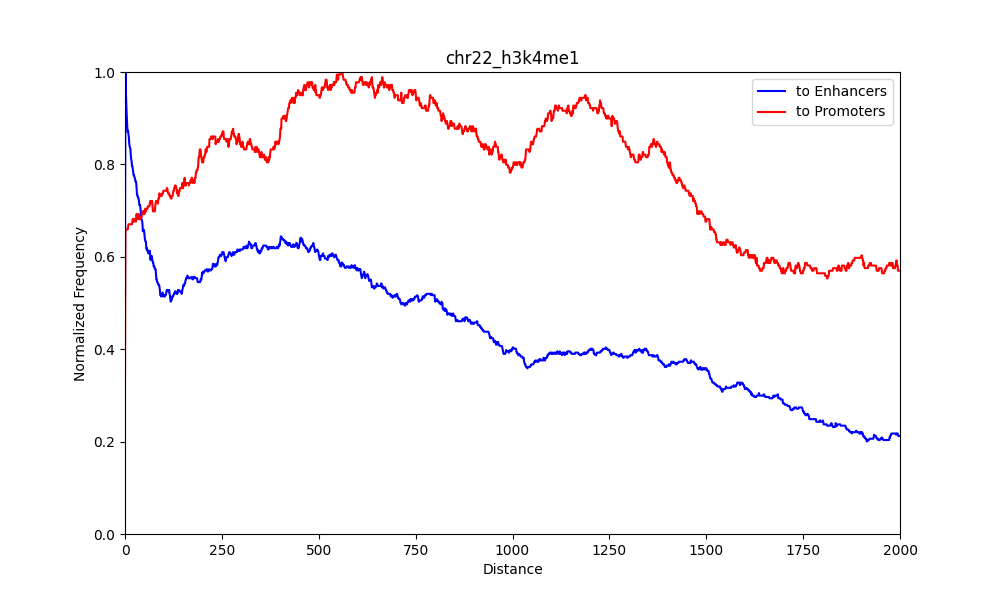 chr22_h3k4me1
to Enhancers
to Promoters
Normalized Frequency
1.0
0.8
0.6
0.4
0.2
0.0
0 250 500 750 1000 1250 1500 1750 2000
Distance